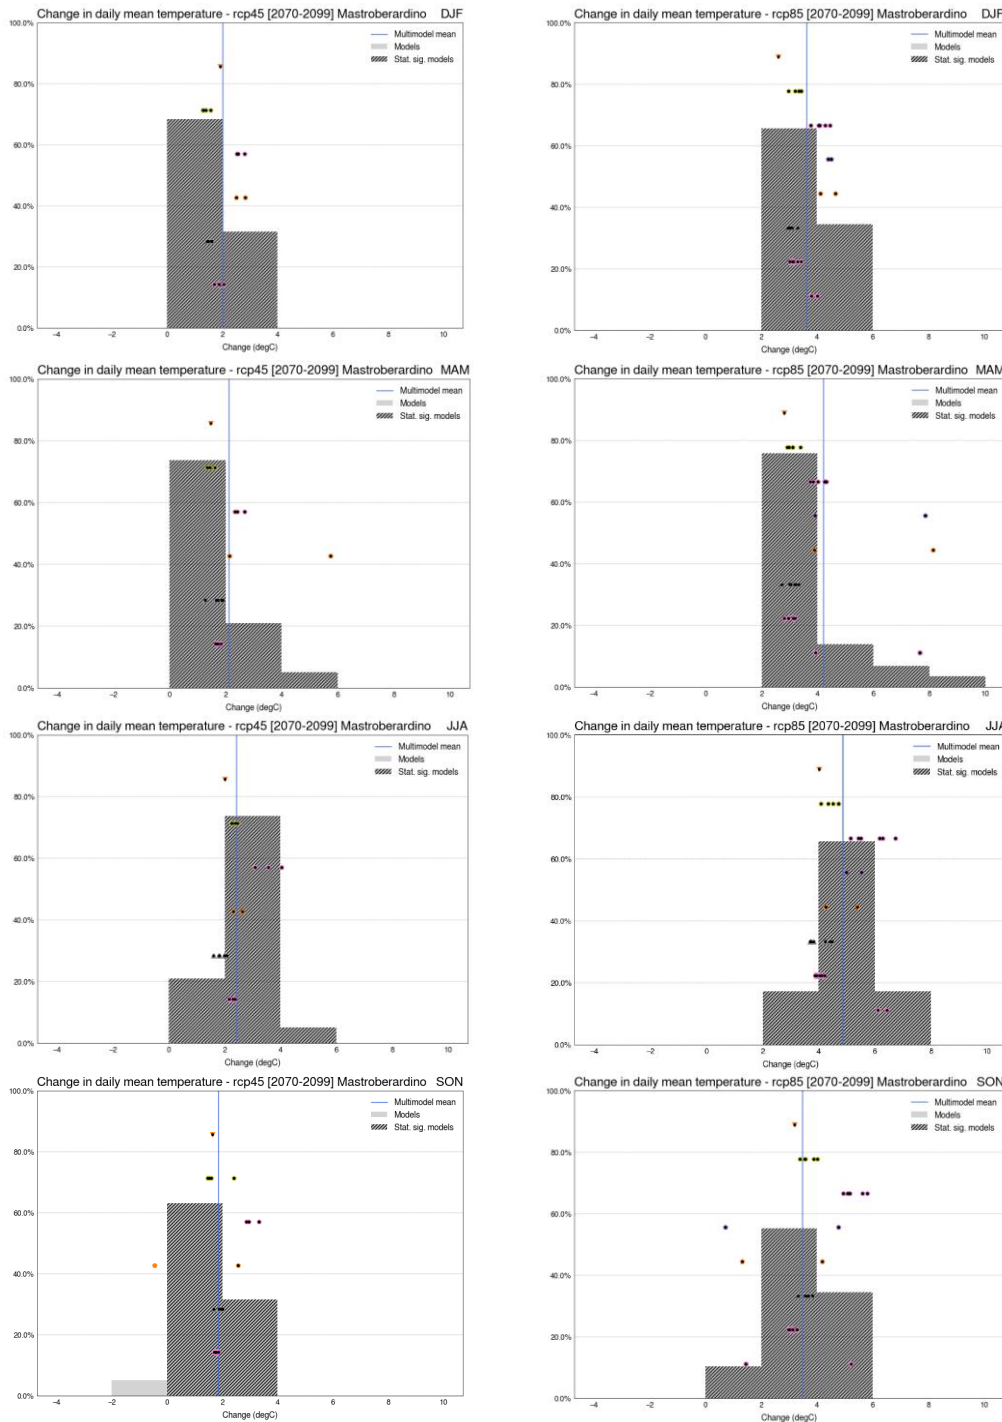 Change in daily mean temperature - rcp45 [2070-2099] Mastroberardino DJF
100.0%
80.0%
60.0%
40.0%
20.0%
0.0%
Multimodel mean
Models
Stat. sig. models
−4 −2 0 2 4 6 8 10
Change (degC)
Change in daily mean temperature - rcp85 [2070-2099] Mastroberardino DJF
100.0%
80.0%
60.0%
40.0%
20.0%
0.0%
Multimodel mean
Models
Stat. sig. models
−4 −2 0 2 4 6 8 10
Change (degC)
Change in daily mean temperature - rcp45 [2070-2099] Mastroberardino MAM
100.0%
80.0%
60.0%
40.0%
20.0%
0.0%
Multimodel mean
Models
Stat. sig. models
−4 −2 0 2 4 6 8 10
Change (degC)
Change in daily mean temperature - rcp85 [2070-2099] Mastroberardino MAM
100.0%
80.0%
60.0%
40.0%
20.0%
0.0%
Multimodel mean
Models
Stat. sig. models
−4 −2 0 2 4 6 8 10
Change (degC)
Change in daily mean temperature - rcp45 [2070-2099] Mastroberardino JJA
100.0%
80.0%
60.0%
40.0%
20.0%
0.0%
Multimodel mean
Models
Stat. sig. models
−4 −2 0 2 4 6 8 10
Change (degC)
Change in daily mean temperature - rcp85 [2070-2099] Mastroberardino JJA
100.0%
80.0%
60.0%
40.0%
20.0%
0.0%
Multimodel mean
Models
Stat. sig. models
−4 −2 0 2 4 6 8 10
Change (degC)
Change in daily mean temperature - rcp45 [2070-2099] Mastroberardino SON
100.0%
80.0%
60.0%
40.0%
20.0%
0.0%
Multimodel mean
Models
Stat. sig. models
−4 −2 0 2 4 6 8 10
Change (degC)
Change in daily mean temperature - rcp85 [2070-2099] Mastroberardino SON
100.0%
80.0%
60.0%
40.0%
20.0%
0.0%
Multimodel mean
Models
Stat. sig. models
−4 −2 0 2 4 6 8 10
Change (degC)